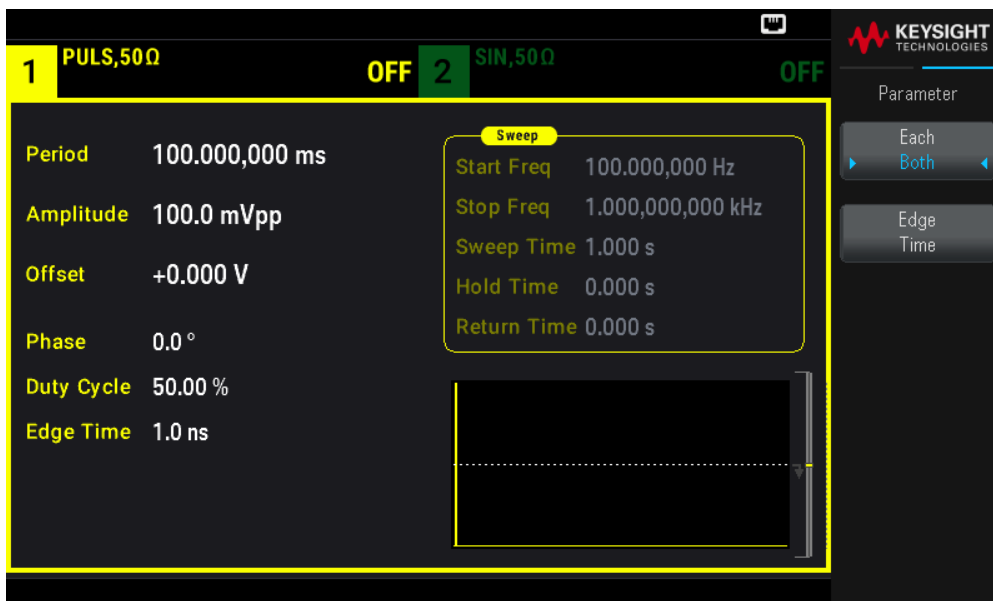 KEYSIGHT
TECHNOLOGIES
1 PULS,50Ω OFF 2 SIN,50Ω OFF
Parameter
Each
Both
Edge
Time
Period 100.000,000 ms
Amplitude 100.0 mVpp
Offset +0.000 V
Phase 0.0 °
Duty Cycle 50.00 %
Edge Time 1.0 ns
Sweep
Start Freq 100.000,000 Hz
Stop Freq 1.000,000,000 kHz
Sweep Time 1.000 s
Hold Time 0.000 s
Return Time 0.000 s